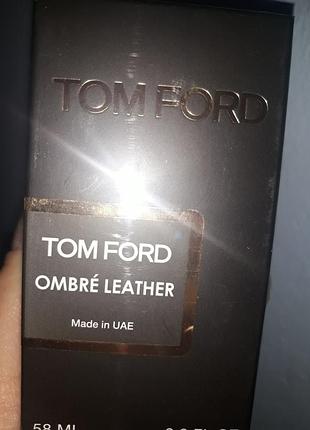 TOM FORD
TOM FORD
OMBRÉ LEATHER
Made in UAE
58 ML